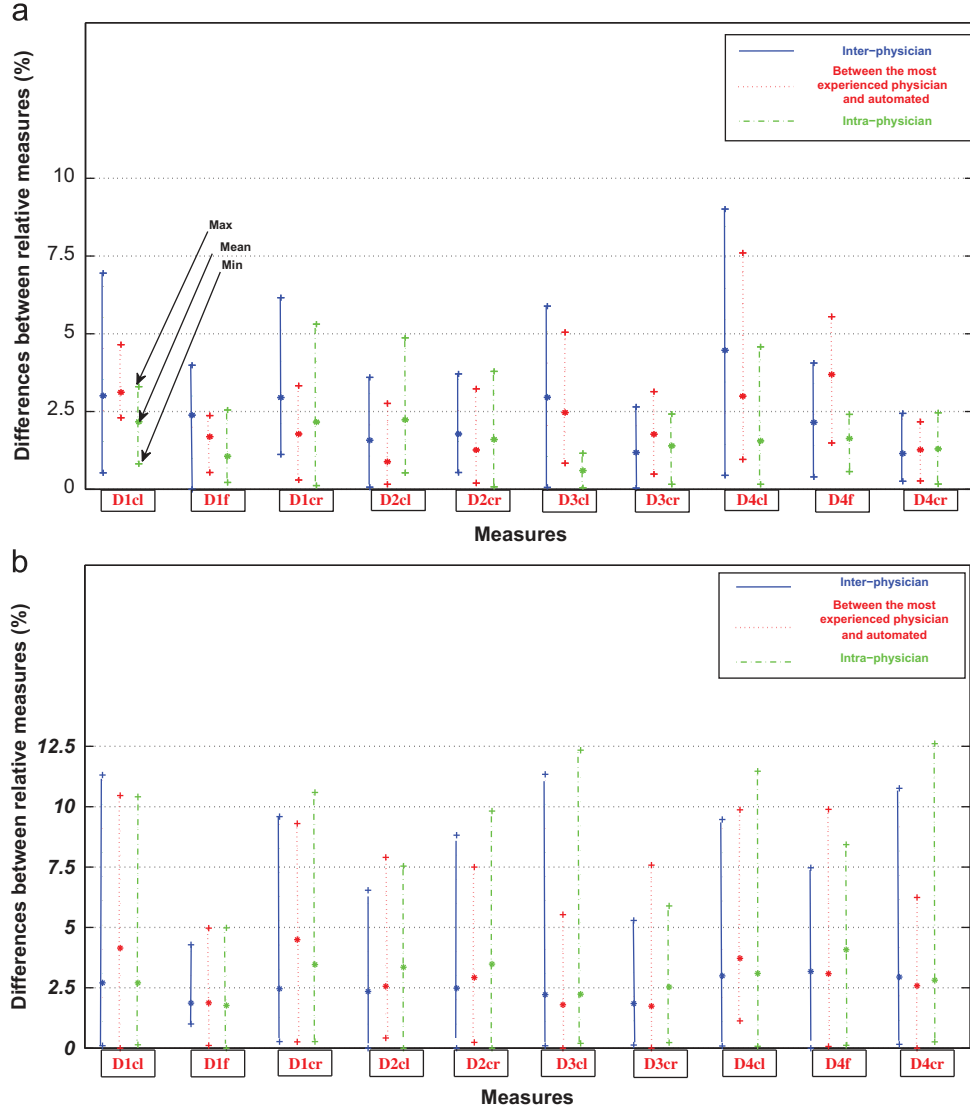 a
Differences between relative measures (%)
Inter-physician
Between the most
experienced physician
and automated
Intra-physician
10
7.5
5
2.5
0
Max
Mean
Min
D1cl D1f D1cr D2cl D2cr D3cl D3cr D4cl D4f D4cr
Measures
b
Differences between relative measures (%)
Inter-physician
Between the most
experienced physician
and automated
Intra-physician
12.5
10
7.5
5
2.5
0
D1cl D1f D1cr D2cl D2cr D3cl D3cr D4cl D4f D4cr
Measures